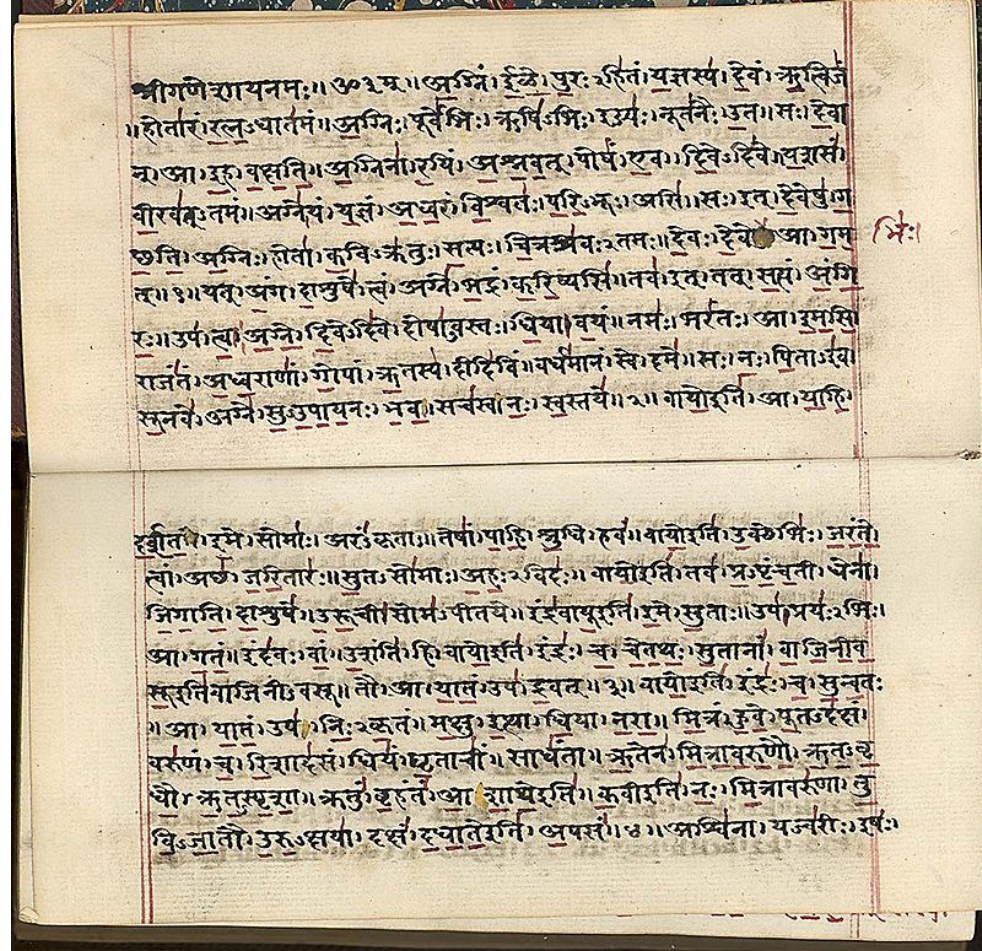 श्रीगणेशायनमः॥ॐ३म्॥अग्निं।ईळे।पुरःऽहितं।यज्ञस्य।देवं।ऋत्विजं
॥होतारं।रत्नऽधातमं॥अग्निः।पूर्वेभिः।ऋषिऽभिः।ईड्यः।नूतनैः।उत॥सः।देवा
न्।आ।इह।वक्षति॥अग्निना।रयिं।अश्नवत्।पोषं।एव।दिवेऽदिवे॥यशसं।
वीरवत्ऽतमं॥अग्नेयं।यज्ञं।अध्वरं।विश्वतः।परिऽभूः।असि॥सः।इत्।देवेषु।ग
छति।अग्निः।होता।कविऽक्रतुः।सत्यः।चित्रश्रवःऽतमः॥देवः।देवे आ।गम भिः।
त्॥१॥यत्।अंग।दाशुषे।त्वं।अग्ने।भद्रं।करिष्यसि॥तव।इत्।तत्।सत्यं।अंगि
रः॥उप।त्वा।अग्ने।दिवेऽदिवे।दोषाऽवस्तः।धिया।वयं॥नमः।भरंतः।आ।इमसि
राजंतं।अध्वराणां।गोपां।ऋतस्य।दीदिविं॥वर्धमानं।स्वे।दमे॥सः।नः।पिताऽइव।
सूनवे।अग्ने।सुऽउपायनः।भव॥सचस्व।नः।स्वस्तये॥२॥वायोइति।आ।याहि।
दर्शत।इमे।सोमाः।अरंऽकृताः॥तेषां।पाहि।श्रुधि।हवं॥वायोइति।उक्थेभिः।जरंते।
त्वां।अछ।जरितारः॥सुतऽसोमाः।अहःऽविदः॥वायोइति।तव।प्रऽपृंचती।धेना।
जिगाति।दाशुषे॥उरूची।सोमऽपीतये॥इंद्रवायूइति।इमे।सुताः॥उप।प्रयःऽभिः।
आ।गतं॥इंदवः।वां।उशंति।हि॥वायोइति।इंद्रः।च।चेतथः।सुतानां।वाजिनीव
सूइतिवाजिनीऽवसू॥तौ।आ।यातं।उप।द्रवत्॥३॥वायोइति।इंद्रः।च।सुन्वतः
॥आ।यातं।उप।निःऽकृतं॥मक्षु।इत्था।धिया।नरा॥मित्रं।हुवे।पूतऽदक्षं।
वरुणं।च।रिशादसं॥धियं।घृताचीं।साधंता॥ऋतेन।मित्रावरुणौ।ऋतऽवृ
धौ।ऋतऽस्पृशा॥क्रतुं।बृहंतं।आशाथेइति॥कवीइति।नः।मित्रावरुणा।तु
विऽजातौ।उरुऽक्षया।दक्षं।दधातेइति।अपसं॥४॥अश्विना।यज्वरीः।इषः।